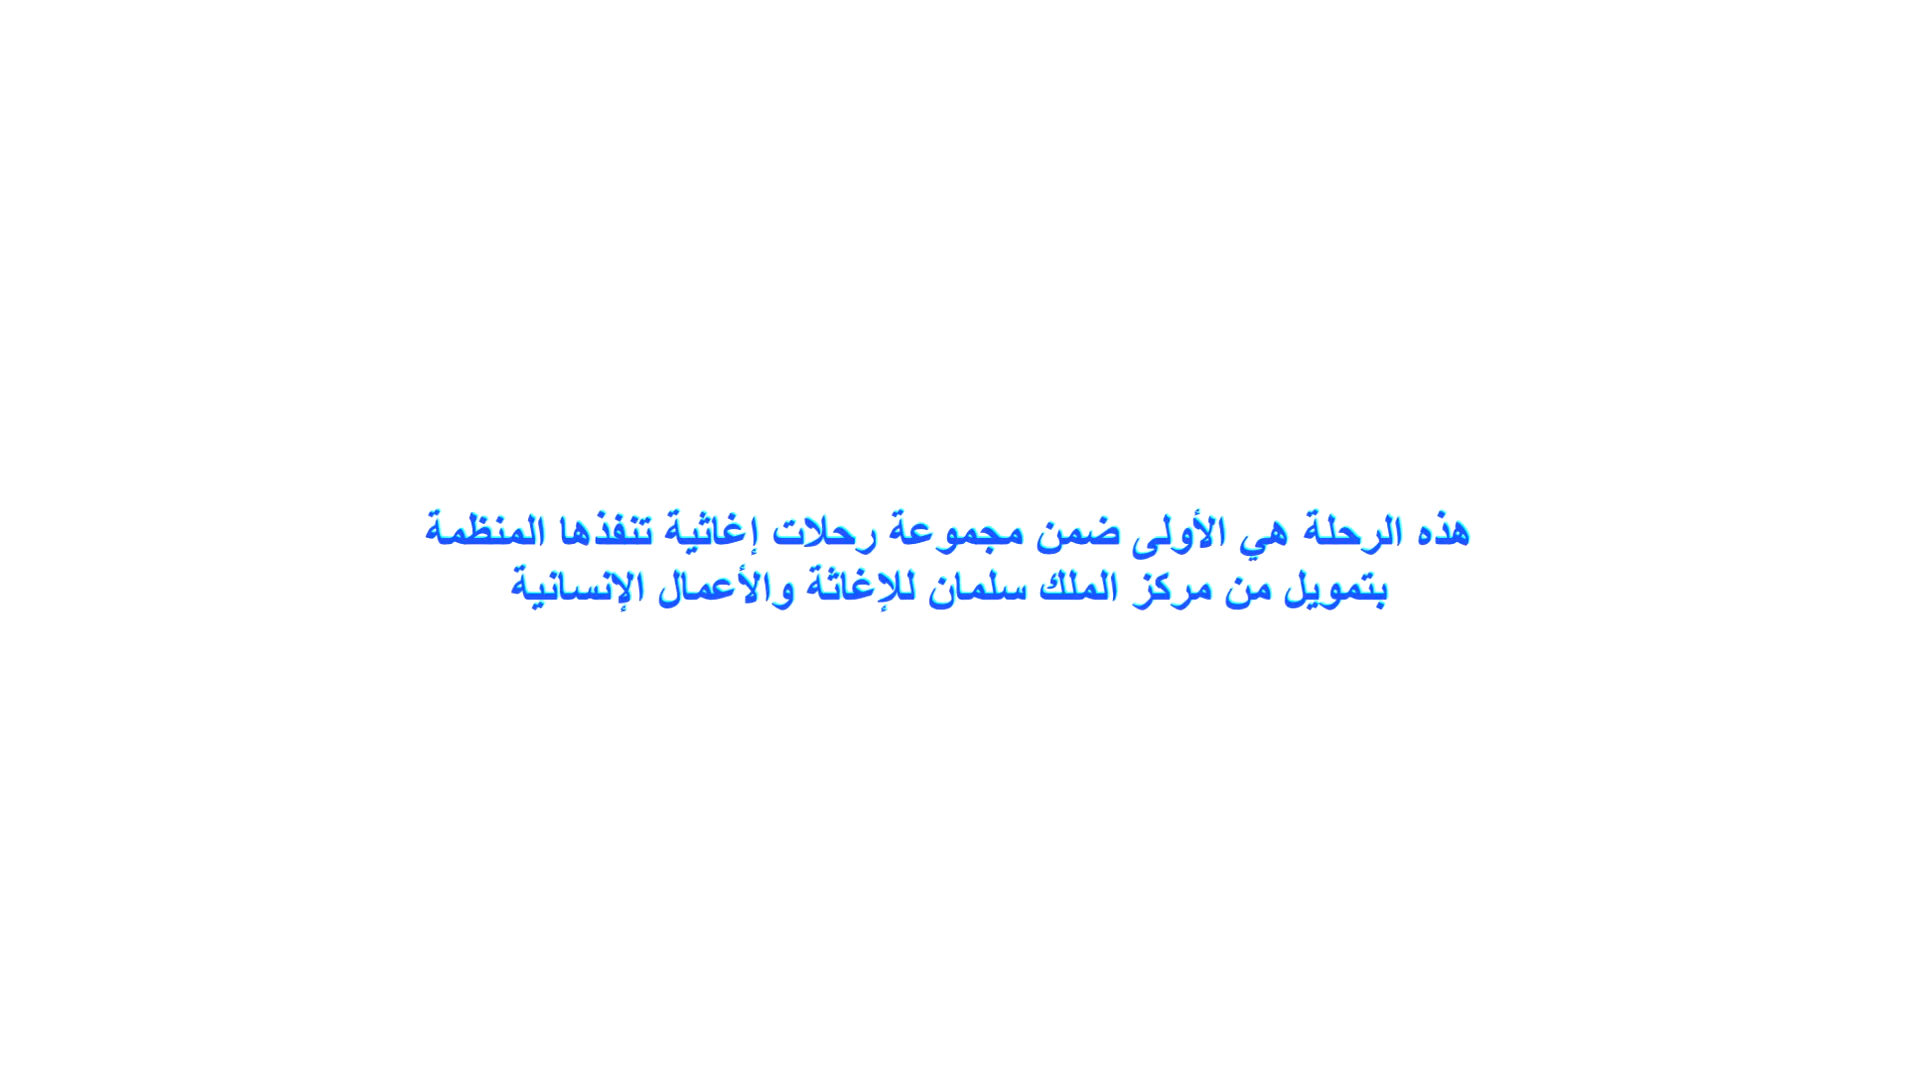 هذه الرحلة هي الأولى ضمن مجموعة رحلات إغاثية تنفذها المنظمة
بتمويل من مركز الملك سلمان للإغاثة والأعمال الإنسانية